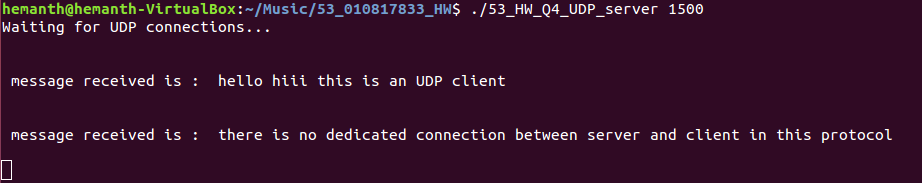 hemanth@hemanth-VirtualBox:~/Music/53_010817833_HW$ ./53_HW_Q4_UDP_server 1500
Waiting for UDP connections...
message received is :  hello hiii this is an UDP client
message received is :  there is no dedicated connection between server and client in this protocol